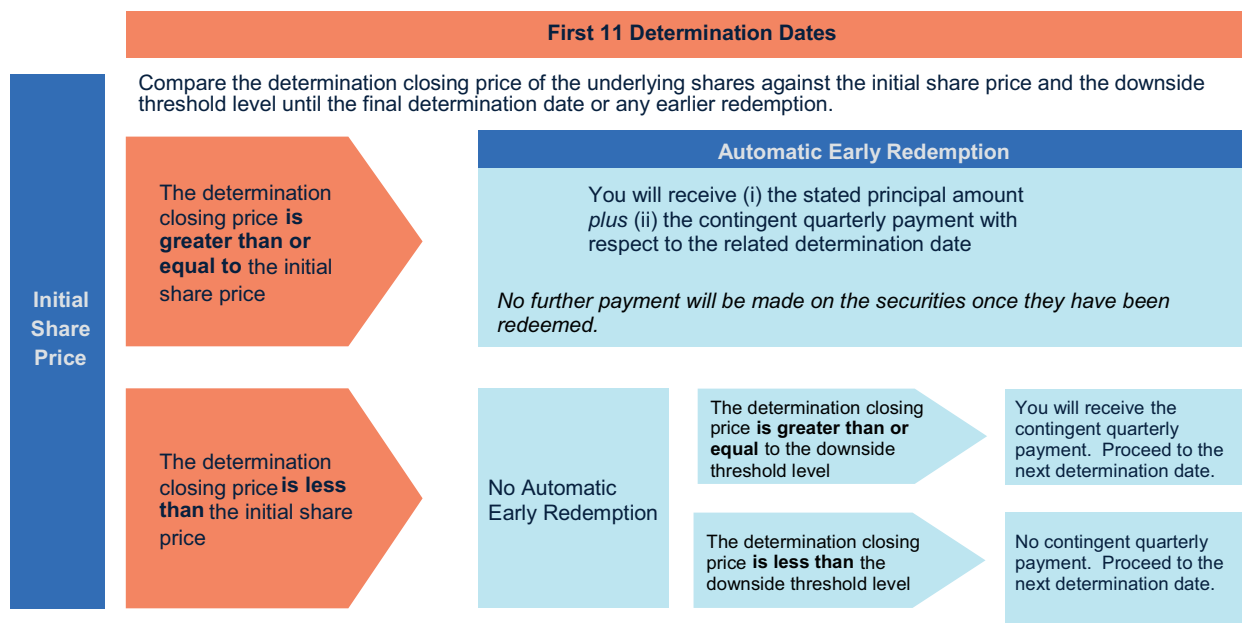 First 11 Determination Dates
Compare the determination closing price of the underlying shares against the initial share price and the downside
threshold level until the final determination date or any earlier redemption.
Initial
Share
Price
The determination
closing price is
greater than or
equal to the initial
share price
Automatic Early Redemption
You will receive (i) the stated principal amount
plus (ii) the contingent quarterly payment with
respect to the related determination date
No further payment will be made on the securities once they have been
redeemed.
The determination
closing price is less
than the initial share
price
No Automatic
Early Redemption
The determination closing
price is greater than or
equal to the downside
threshold level
You will receive the
contingent quarterly
payment. Proceed to the
next determination date.
The determination closing
price is less than the
downside threshold level
No contingent quarterly
payment. Proceed to the
next determination date.